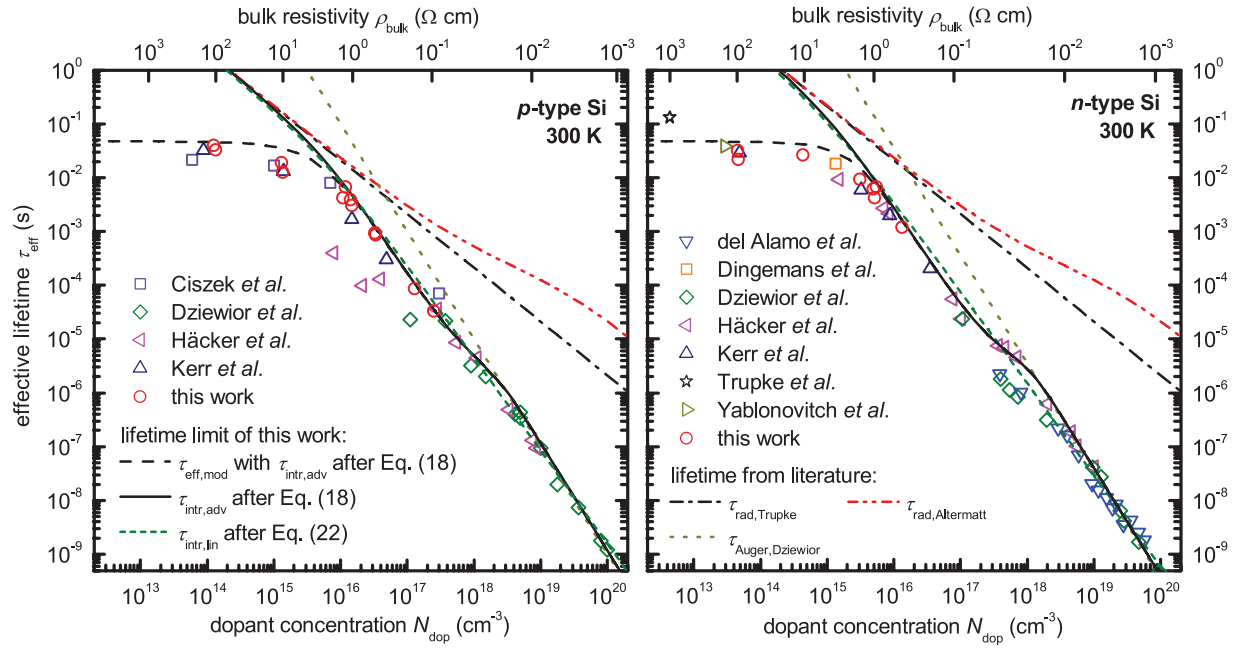 bulk resistivity ρbulk (Ω cm)
10³ 10² 10¹ 10⁰ 10⁻¹ 10⁻² 10⁻³
bulk resistivity ρbulk (Ω cm)
10³ 10² 10¹ 10⁰ 10⁻¹ 10⁻² 10⁻³
effective lifetime τeff (s)
10⁰
10⁻¹
10⁻²
10⁻³
10⁻⁴
10⁻⁵
10⁻⁶
10⁻⁷
10⁻⁸
10⁻⁹
p-type Si
300 K
Ciszek et al.
Dziewior et al.
Häcker et al.
Kerr et al.
this work
lifetime limit of this work:
τeff,mod with τintr,adv after Eq. (18)
τintr,adv after Eq. (18)
τintr,lin after Eq. (22)
10¹³ 10¹⁴ 10¹⁵ 10¹⁶ 10¹⁷ 10¹⁸ 10¹⁹ 10²⁰
dopant concentration Ndop (cm⁻³)
n-type Si
300 K
del Alamo et al.
Dingemans et al.
Dziewior et al.
Häcker et al.
Kerr et al.
Trupke et al.
Yablonovitch et al.
this work
lifetime from literature:
τrad,Trupke τrad,Altermatt
τAuger,Dziewior
10⁰
10⁻¹
10⁻²
10⁻³
10⁻⁴
10⁻⁵
10⁻⁶
10⁻⁷
10⁻⁸
10⁻⁹
10¹³ 10¹⁴ 10¹⁵ 10¹⁶ 10¹⁷ 10¹⁸ 10¹⁹ 10²⁰
dopant concentration Ndop (cm⁻³)